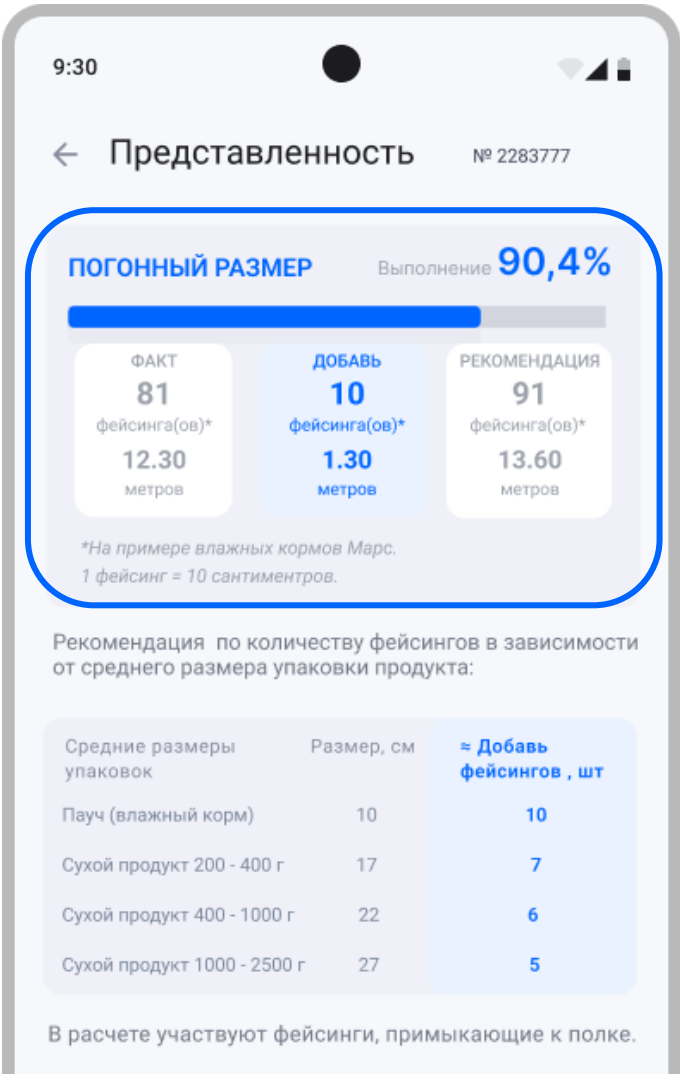 9:30
Представленность № 2283777
ПОГОННЫЙ РАЗМЕР Выполнение 90,4%
ФАКТ ДОБАВЬ РЕКОМЕНДАЦИЯ
81 10 91
фейсинга(ов)* фейсинга(ов)* фейсинга(ов)*
12.30 1.30 13.60
метров метров метров
*На примере влажных кормов Марс.
1 фейсинг = 10 сантиментров.
Рекомендация по количеству фейсингов в зависимости
от среднего размера упаковки продукта:
Средние размеры Размер, см ≈ Добавь
упаковок фейсингов , шт
Пауч (влажный корм) 10 10
Сухой продукт 200 - 400 г 17 7
Сухой продукт 400 - 1000 г 22 6
Сухой продукт 1000 - 2500 г 27 5
В расчете участвуют фейсинги, примыкающие к полке.